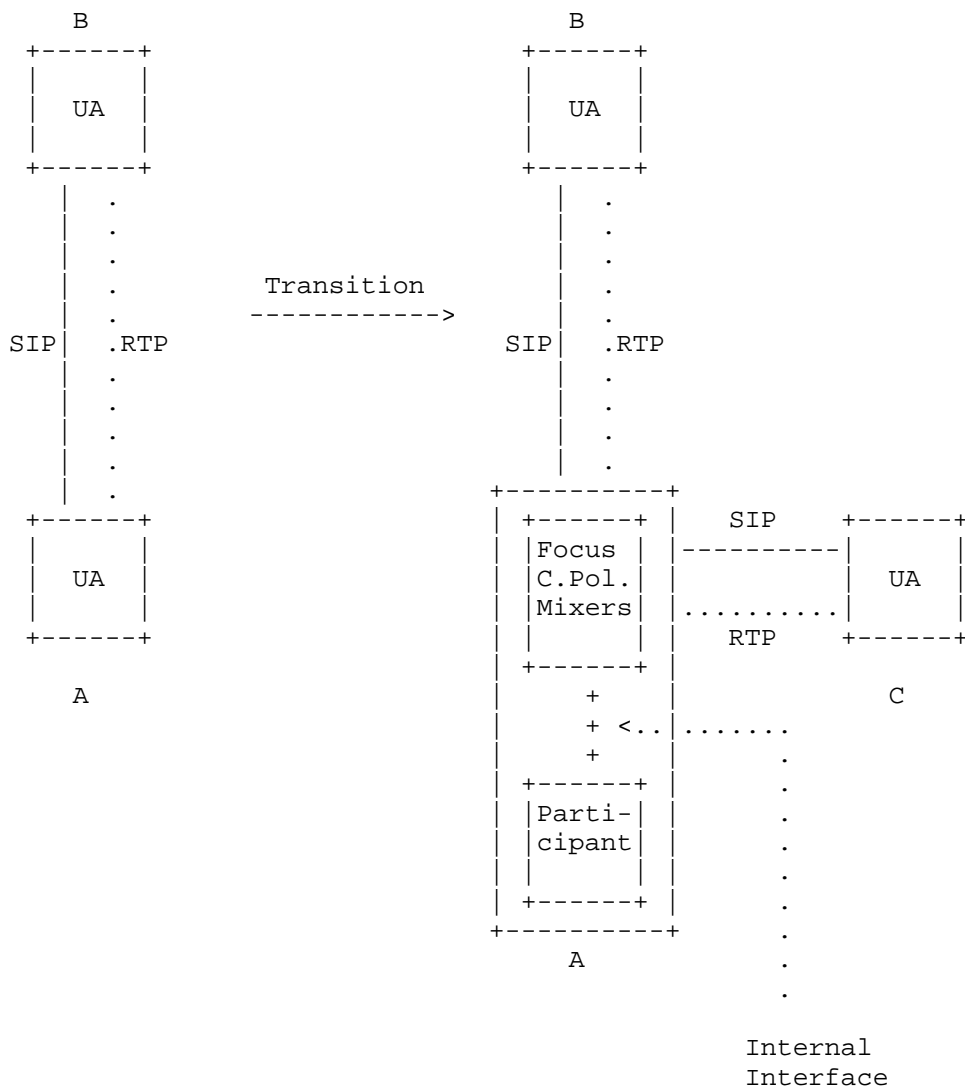 B B
UA UA
Transition
SIP RTP SIP RTP
SIP
UA Focus
C.Pol. UA
Mixers
RTP
A C
Parti-
cipant
A
Internal
Interface